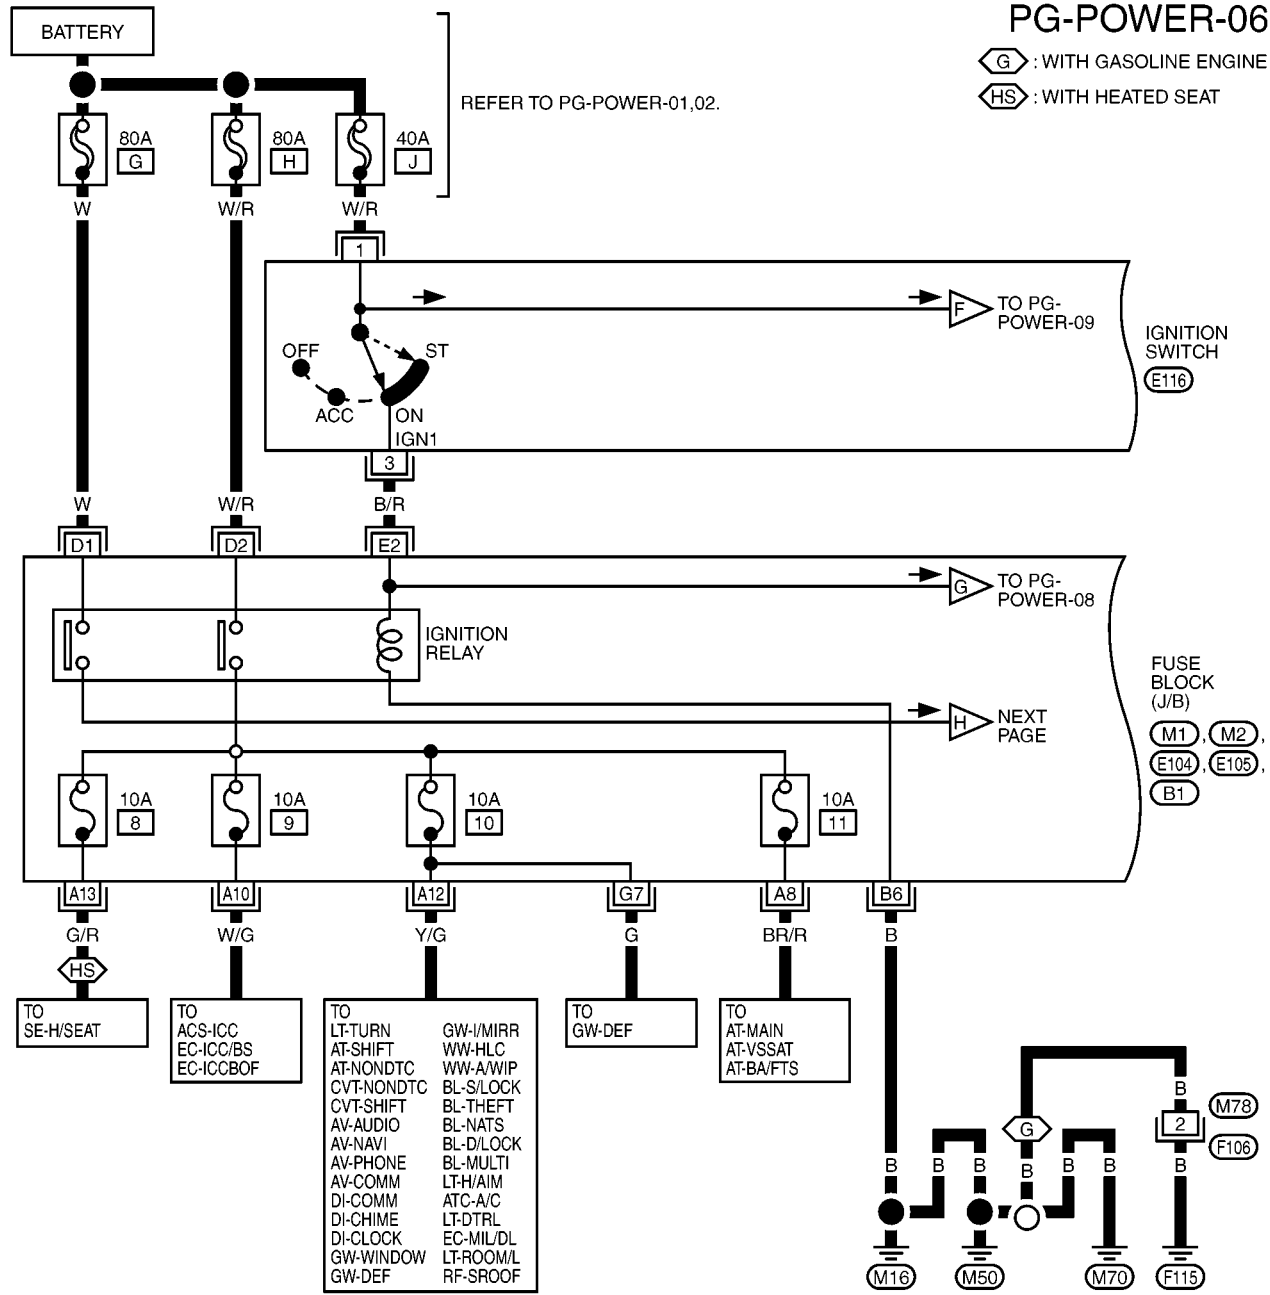 PG-POWER-06
BATTERY
G : WITH GASOLINE ENGINE
HS : WITH HEATED SEAT
REFER TO PG-POWER-01,02.
80A
G
80A
H
40A
J
W
W/R
W/R
1
F
TO PG-
POWER-09
OFF
ST
ACC
ON
IGN1
IGNITION
SWITCH
E116
3
W
W/R
B/R
D1
D2
E2
G
TO PG-
POWER-08
IGNITION
RELAY
H
NEXT
PAGE
FUSE
BLOCK
(J/B)
M1 , M2 ,
E104 , E105 ,
B1
10A
8
10A
9
10A
10
10A
11
A13
A10
A12
G7
A8
B6
G/R
W/G
Y/G
G
BR/R
B
HS
TO
SE-H/SEAT
TO
ACS-ICC
EC-ICC/BS
EC-ICCBOF
TO
LT-TURN
AT-SHIFT
AT-NONDTC
CVT-NONDTC
CVT-SHIFT
AV-AUDIO
AV-NAVI
AV-PHONE
AV-COMM
DI-COMM
DI-CHIME
DI-CLOCK
GW-WINDOW
GW-DEF
GW-I/MIRR
WW-HLC
WW-A/WIP
BL-S/LOCK
BL-THEFT
BL-NATS
BL-D/LOCK
BL-MULTI
LT-H/AIM
ATC-A/C
LT-DTRL
EC-MIL/DL
LT-ROOM/L
RF-SROOF
TO
GW-DEF
TO
AT-MAIN
AT-VSSAT
AT-BA/FTS
B
M78
G
2
F106
B
B
B
B
B
B
B
M16
M50
M70
F115